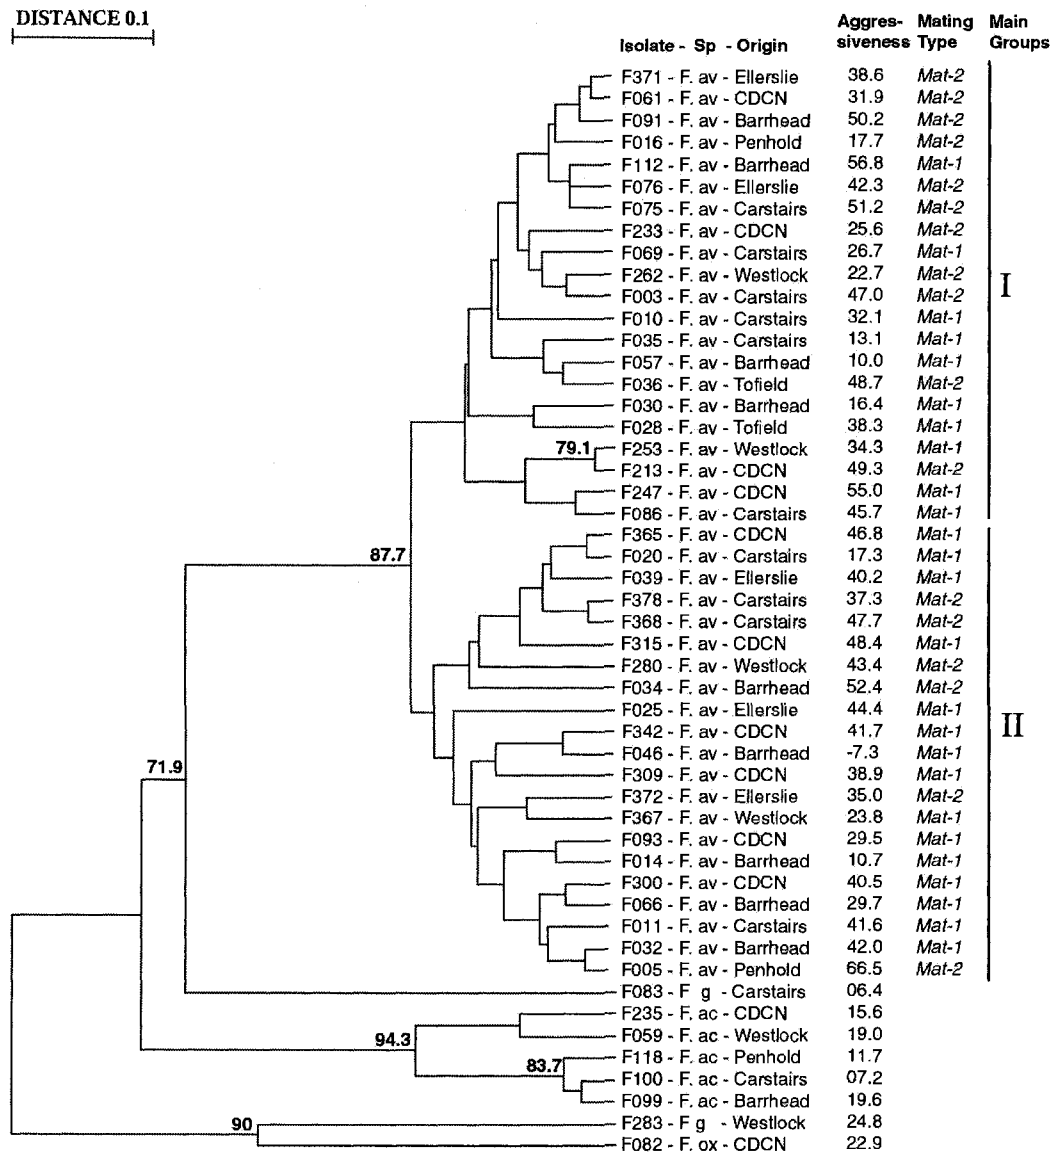 DISTANCE 0.1
Aggres- Mating Main
siveness Type Groups
Isolate - Sp - Origin
F371 - F. av - Ellerslie 38.6 Mat-2
F061 - F. av - CDCN 31.9 Mat-2
F091 - F. av - Barrhead 50.2 Mat-2
F016 - F. av - Penhold 17.7 Mat-2
F112 - F. av - Barrhead 56.8 Mat-1
F076 - F. av - Ellerslie 42.3 Mat-2
F075 - F. av - Carstairs 51.2 Mat-2
F233 - F. av - CDCN 25.6 Mat-2
F069 - F. av - Carstairs 26.7 Mat-1
F262 - F. av - Westlock 22.7 Mat-2
I
F003 - F. av - Carstairs 47.0 Mat-2
F010 - F. av - Carstairs 32.1 Mat-1
F035 - F. av - Carstairs 13.1 Mat-1
F057 - F. av - Barrhead 10.0 Mat-1
F036 - F. av - Tofield 48.7 Mat-2
F030 - F. av - Barrhead 16.4 Mat-1
F028 - F. av - Tofield 38.3 Mat-1
79.1 F253 - F. av - Westlock 34.3 Mat-1
F213 - F. av - CDCN 49.3 Mat-2
F247 - F. av - CDCN 55.0 Mat-1
F086 - F. av - Carstairs 45.7 Mat-1
F365 - F. av - CDCN 46.8 Mat-1
87.7 F020 - F. av - Carstairs 17.3 Mat-1
F039 - F. av - Ellerslie 40.2 Mat-1
F378 - F. av - Carstairs 37.3 Mat-2
F368 - F. av - Carstairs 47.7 Mat-2
F315 - F. av - CDCN 48.4 Mat-1
F280 - F. av - Westlock 43.4 Mat-2
F034 - F. av - Barrhead 52.4 Mat-2
F025 - F. av - Ellerslie 44.4 Mat-1
II
F342 - F. av - CDCN 41.7 Mat-1
F046 - F. av - Barrhead -7.3 Mat-1
71.9 F309 - F. av - CDCN 38.9 Mat-1
F372 - F. av - Ellerslie 35.0 Mat-2
F367 - F. av - Westlock 23.8 Mat-1
F093 - F. av - CDCN 29.5 Mat-1
F014 - F. av - Barrhead 10.7 Mat-1
F300 - F. av - CDCN 40.5 Mat-1
F066 - F. av - Barrhead 29.7 Mat-1
F011 - F. av - Carstairs 41.6 Mat-1
F032 - F. av - Barrhead 42.0 Mat-1
F005 - F. av - Penhold 66.5 Mat-2
F083 - F g - Carstairs 06.4
F235 - F. ac - CDCN 15.6
94.3 F059 - F. ac - Westlock 19.0
83.7 F118 - F. ac - Penhold 11.7
F100 - F. ac - Carstairs 07.2
F099 - F. ac - Barrhead 19.6
90 F283 - F g - Westlock 24.8
F082 - F. ox - CDCN 22.9